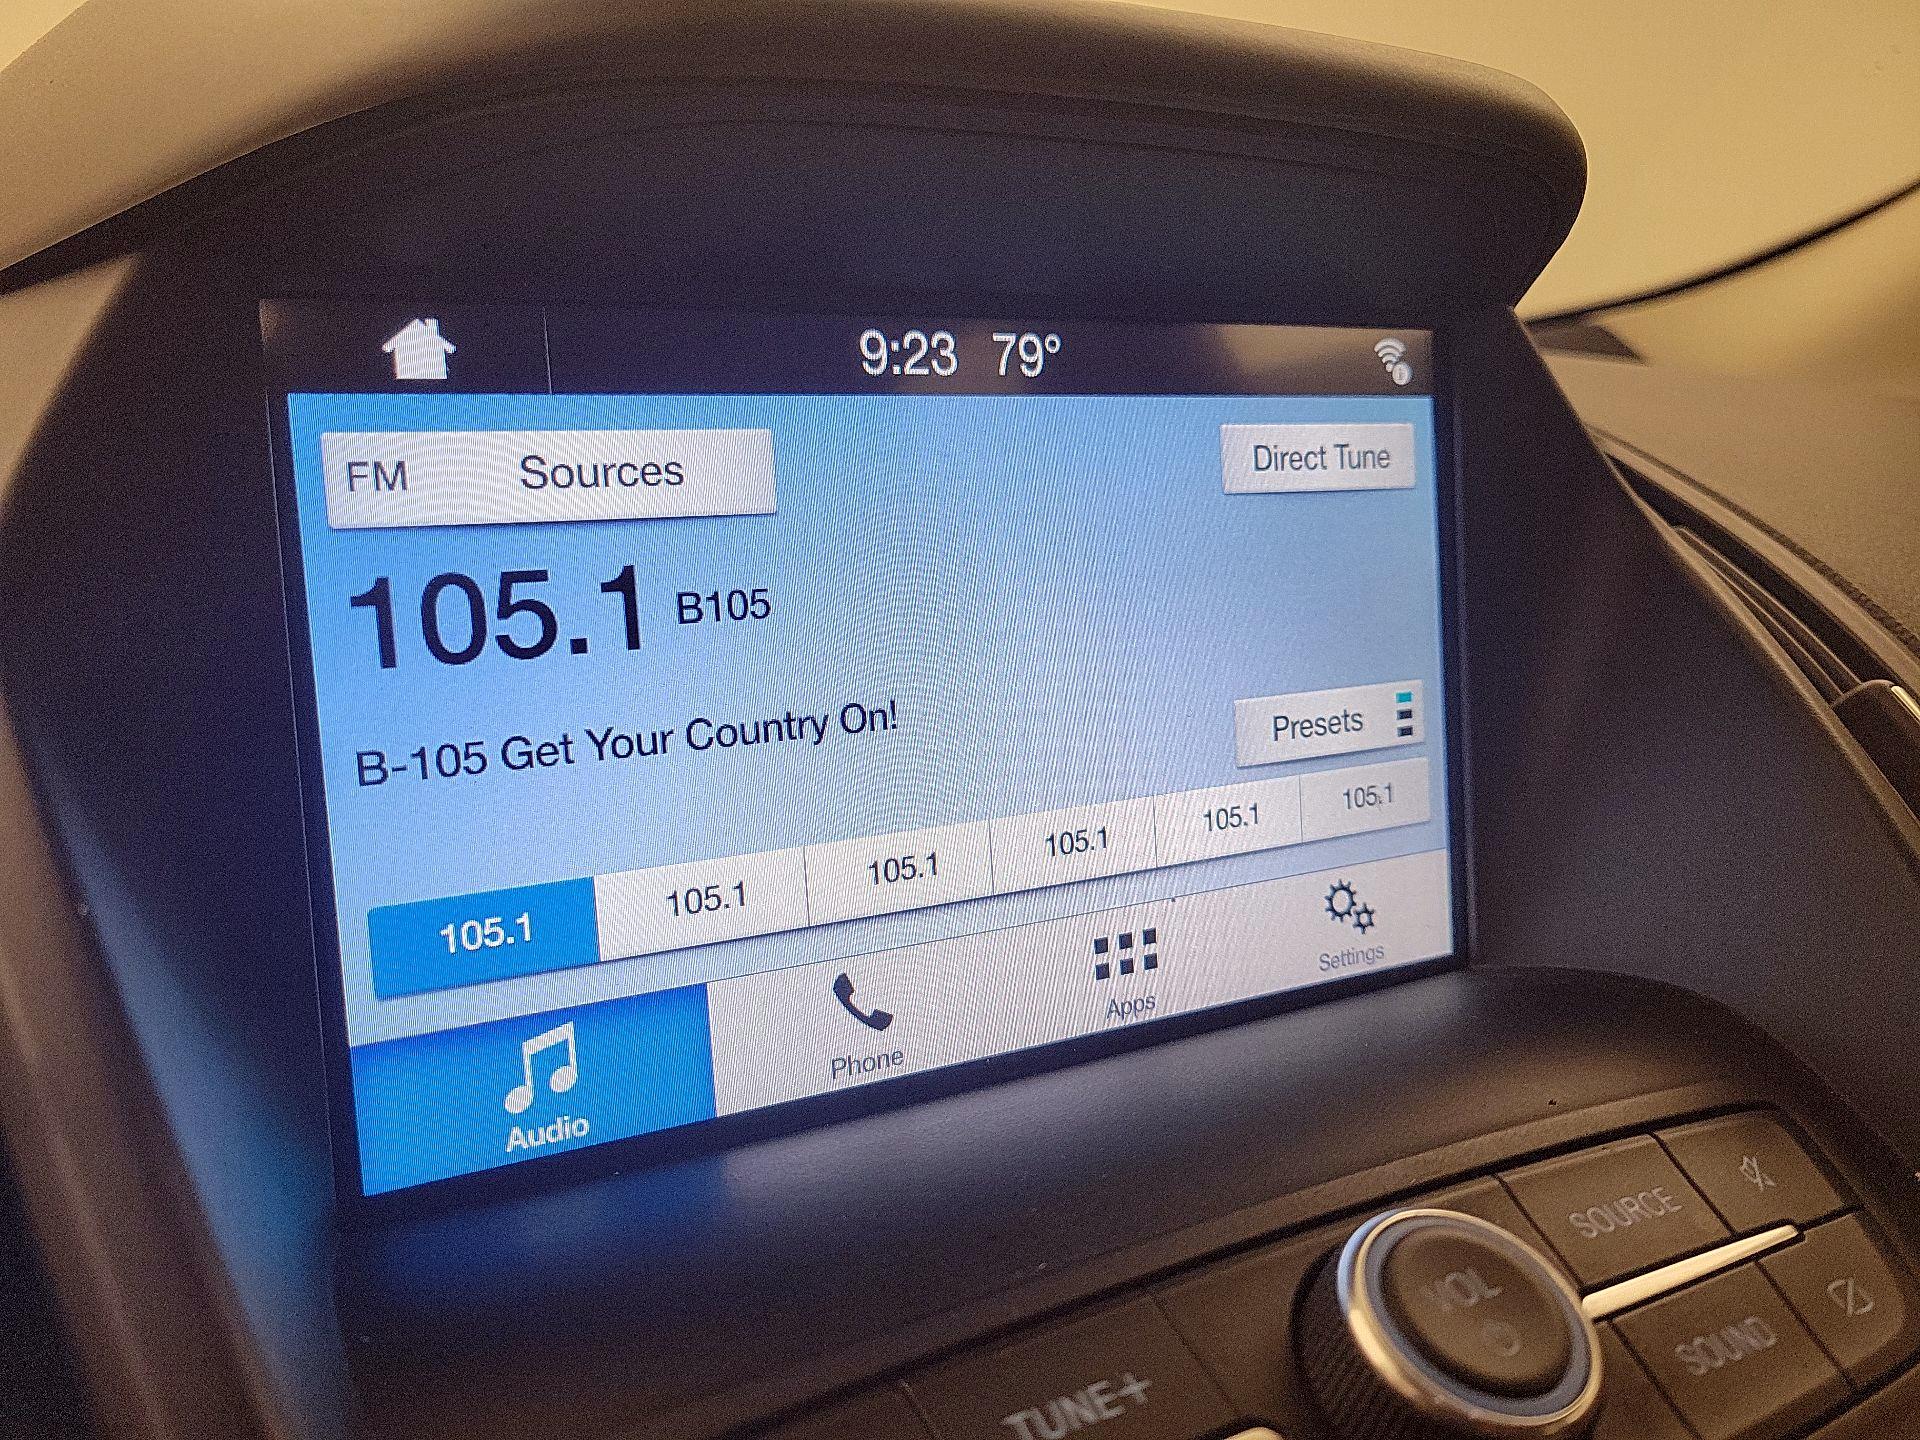 9:23 79°
FM Sources
Direct Tune
105.1 B105
B-105 Get Your Country On!
Presets
105.1 105.1 105.1 105.1 105.1 105.1
Audio Phone Apps Settings
SOURCE
VOL
SOUND
TUNE+